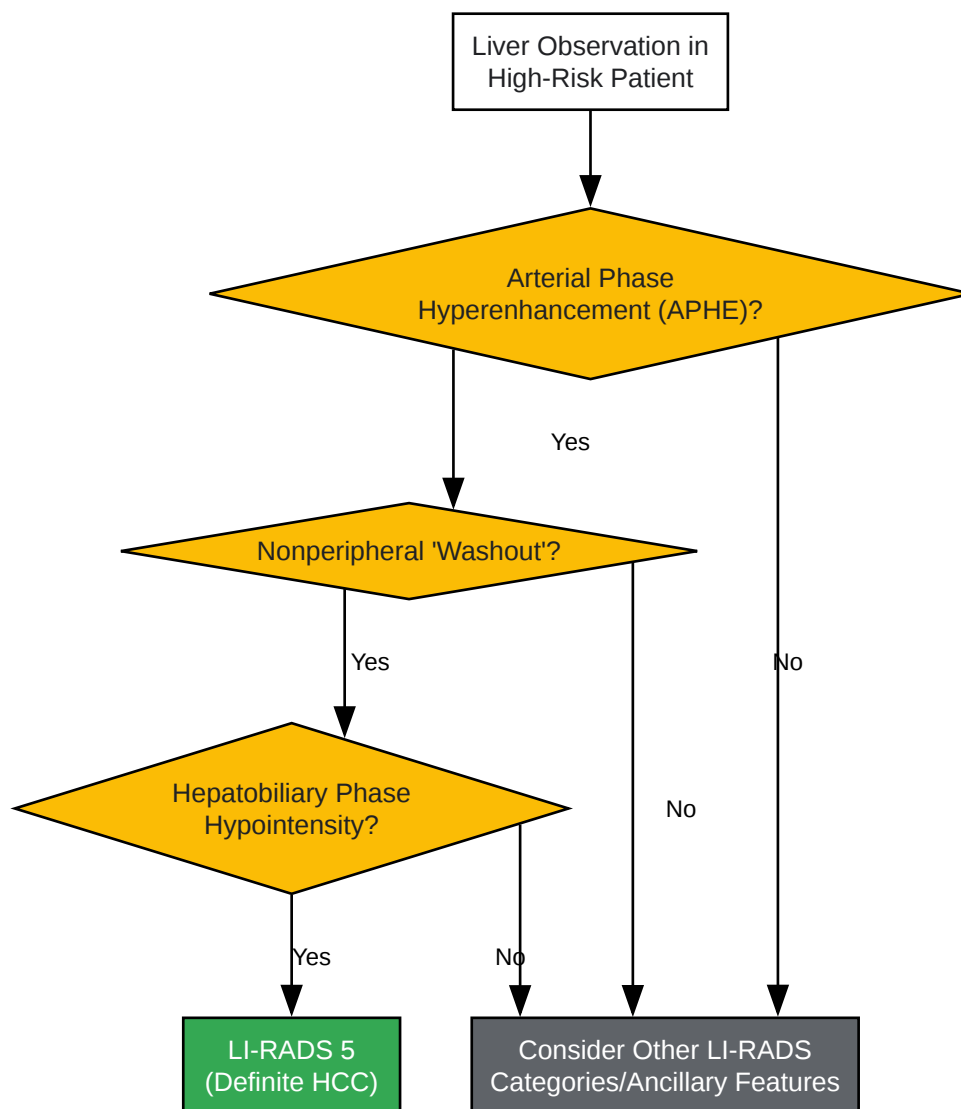 Liver Observation in
High-Risk Patient
Arterial Phase
Hyperenhancement (APHE)?
Yes
Nonperipheral 'Washout'?
Yes
No
Hepatobiliary Phase
Hypointensity?
No
Yes
No
LI-RADS 5
(Definite HCC)
Consider Other LI-RADS
Categories/Ancillary Features